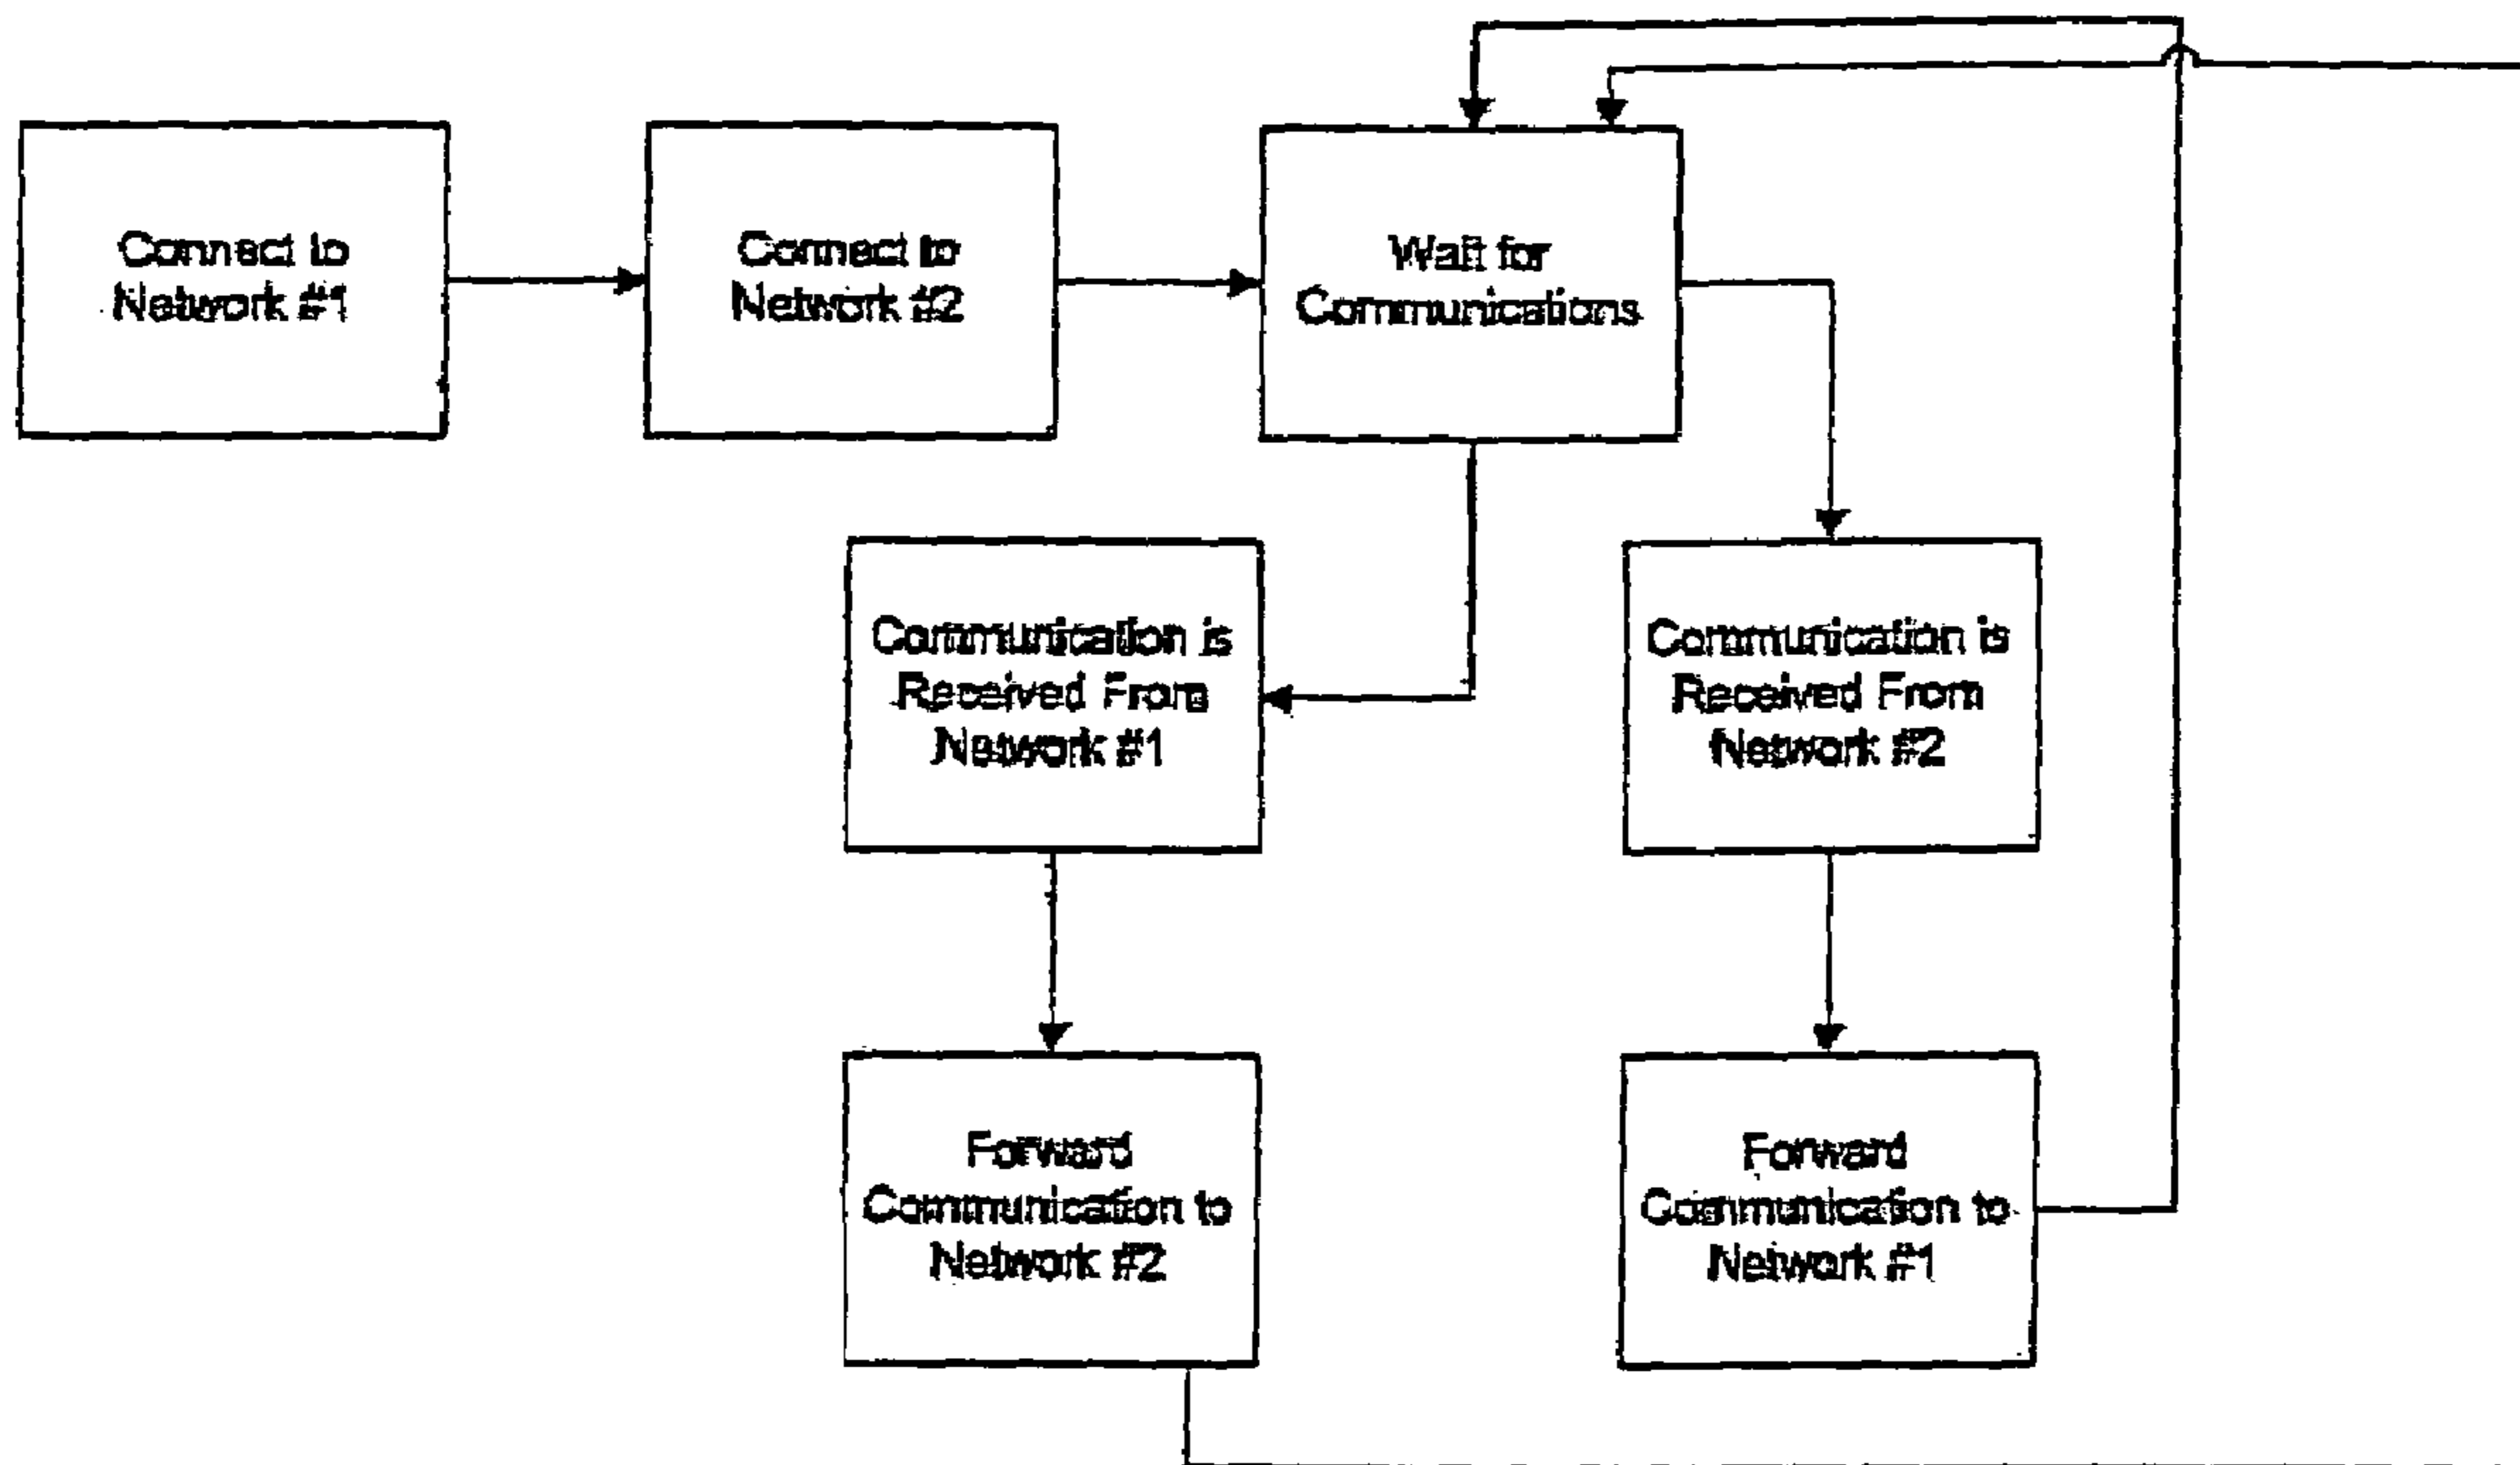 Connect to
Network #1
Connect to
Network #2
Wait for
Communications
Communication is
Received From
Network #1
Communication is
Received From
Network #2
Forward
Communication to
Network #2
Forward
Communication to
Network #1